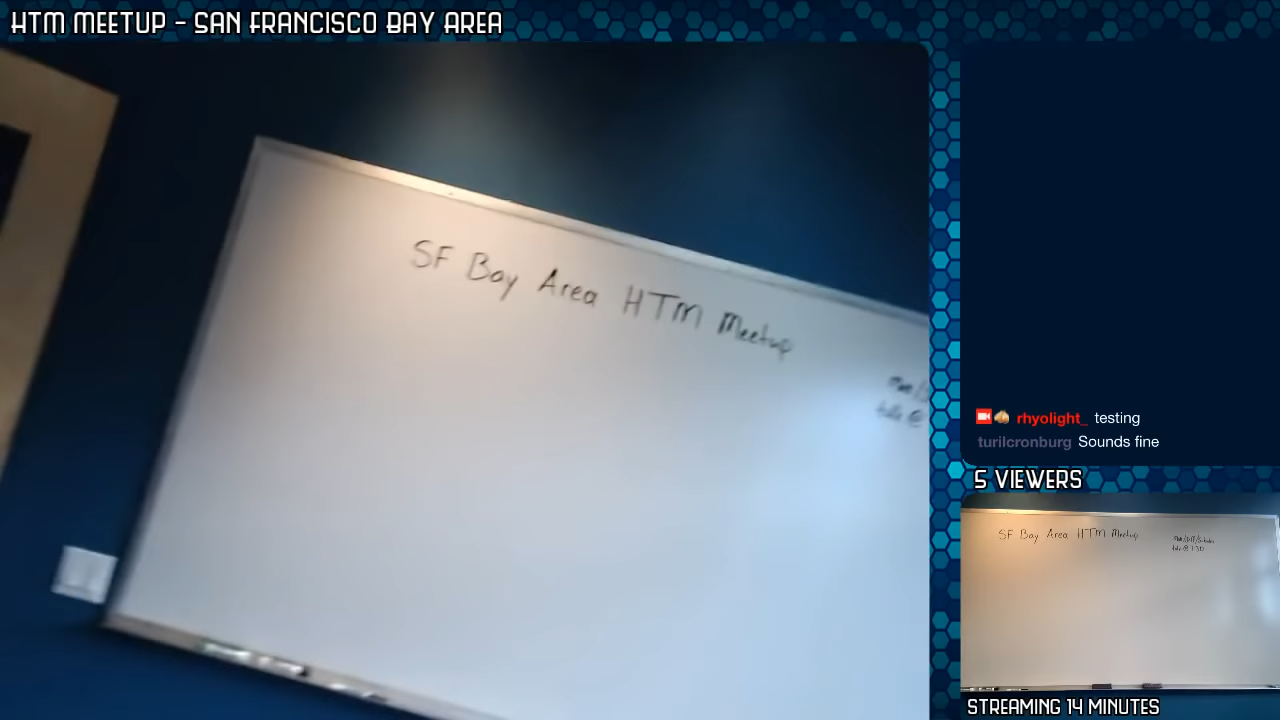 HTM MEETUP - SAN FRANCISCO BAY AREA
SF Bay Area HTM Meetup
rhyolight_ testing
turilcronburg Sounds fine
5 VIEWERS
SF Bay Area HTM Meetup
STREAMING 14 MINUTES